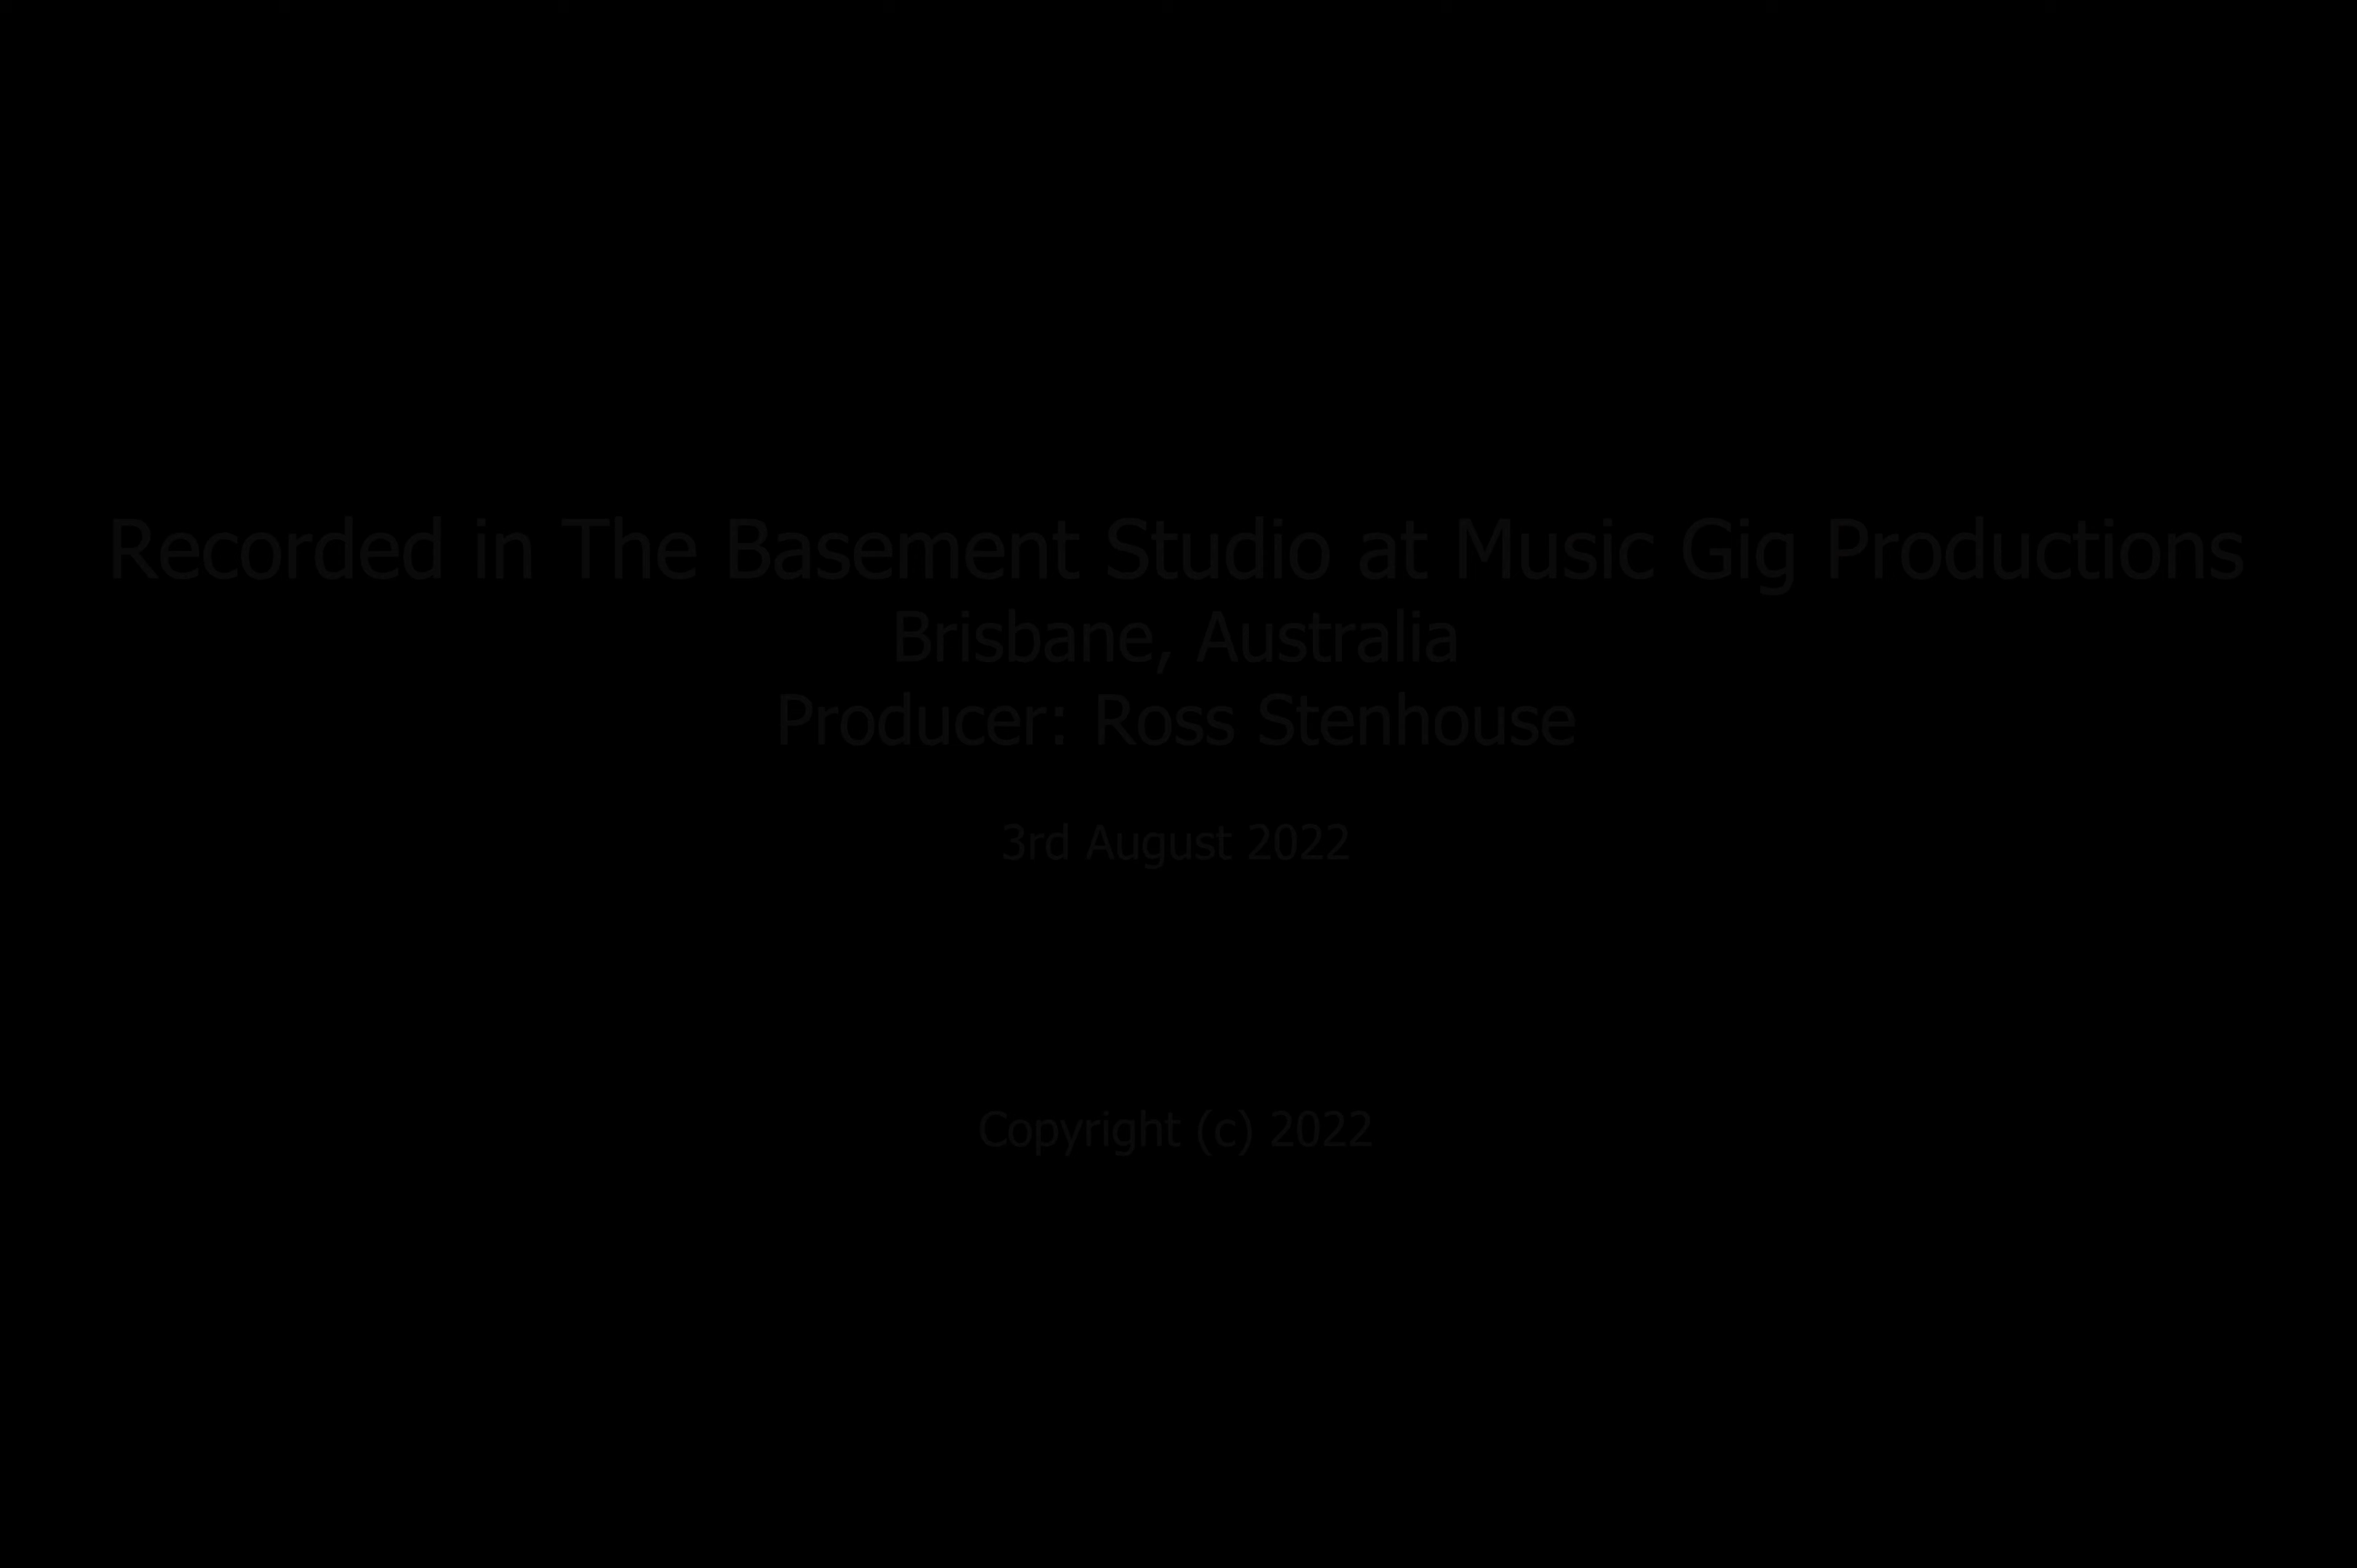 Recorded in The Basement Studio at Music Gig Productions
Brisbane, Australia
Producer: Ross Stenhouse
3rd August 2022
Copyright (c) 2022